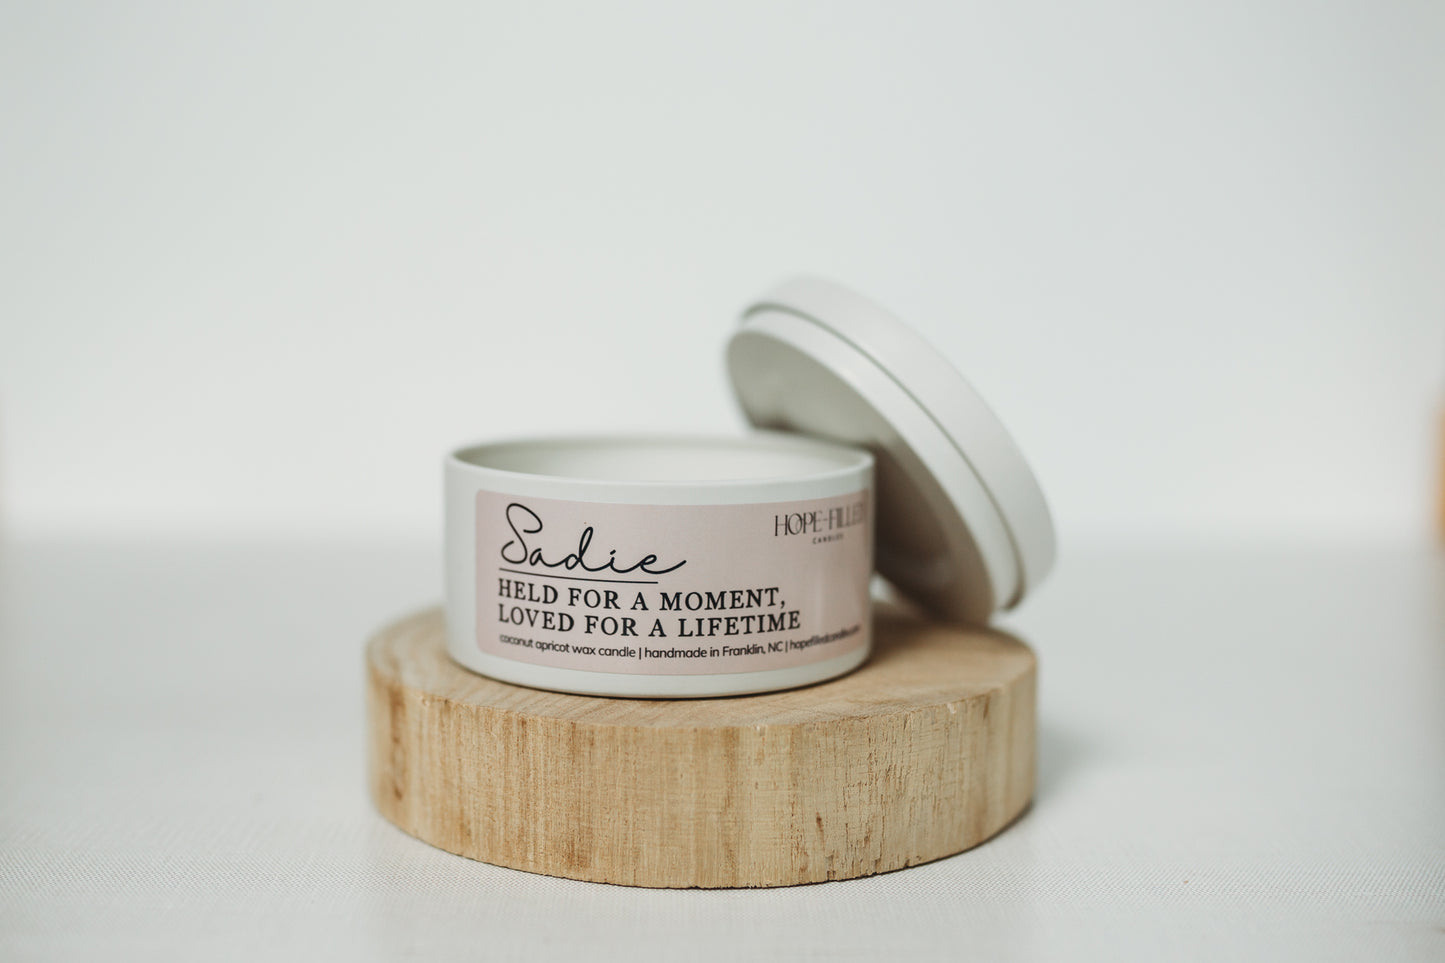 Sadie
HOPE-FILLED
CANDLES
HELD FOR A MOMENT,
LOVED FOR A LIFETIME
coconut apricot wax candle | handmade in Franklin, NC | hopefilledcandles.com